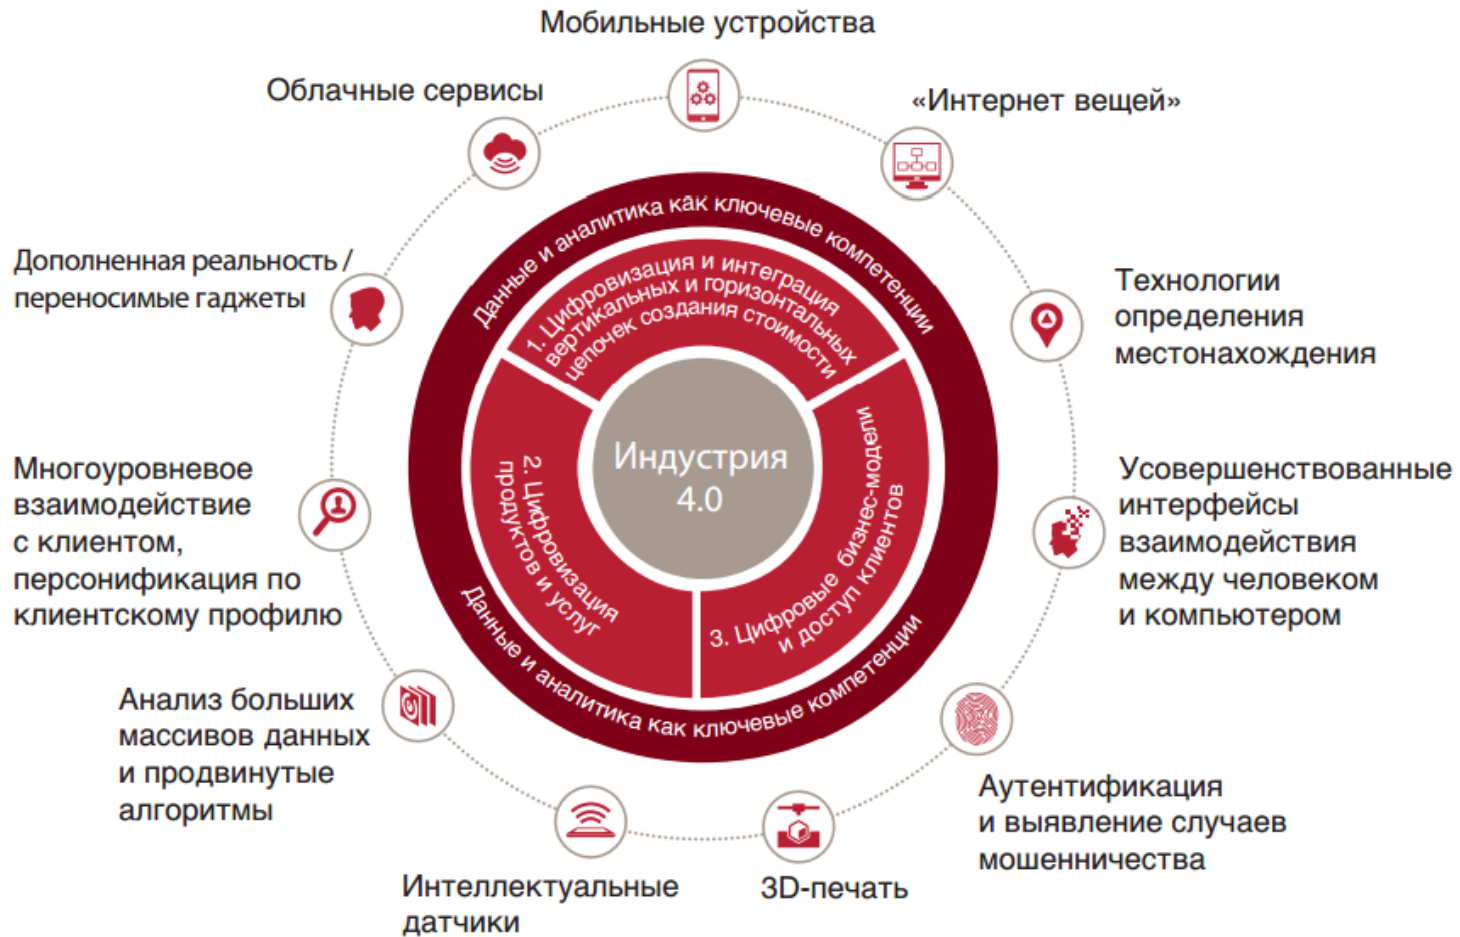 Мобильные устройства
Облачные сервисы
«Интернет вещей»
Дополненная реальность /
переносимые гаджеты
Технологии
определения
местонахождения
Многоуровневое
взаимодействие
с клиентом,
персонификация по
клиентскому профилю
Усовершенствованные
интерфейсы
взаимодействия
между человеком
и компьютером
Анализ больших
массивов данных
и продвинутые
алгоритмы
Аутентификация
и выявление случаев
мошенничества
Интеллектуальные
датчики
3D-печать
Данные и аналитика как ключевые компетенции
1. Цифровизация и интеграция
вертикальных и горизонтальных
цепочек создания стоимости
2. Цифровизация
продуктов и услуг
3. Цифровые бизнес-модели
и доступ клиентов
Индустрия
4.0
Данные и аналитика как ключевые компетенции